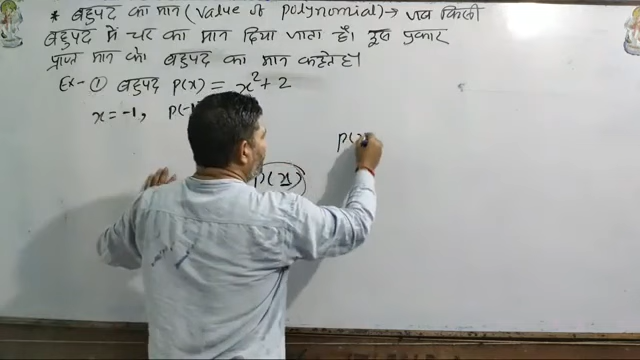 * बहुपद का मान (Value of Polynomial) → जब किसी
बहुपद में चर का मान दिया जाता है। इस प्रकार
प्राप्त मान को बहुपद का मान कहते है।
Ex- ① बहुपद P(x) = x² + 2
x = -1, P(-1
P(x)